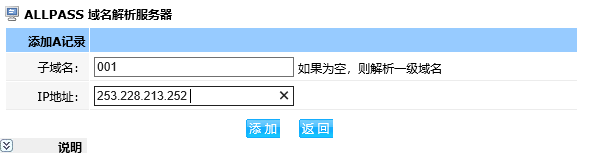 ALLPASS 域名解析服务器
添加A记录
子域名： 001 如果为空，则解析一级域名
IP地址： 253.228.213.252
添加 返回
说明